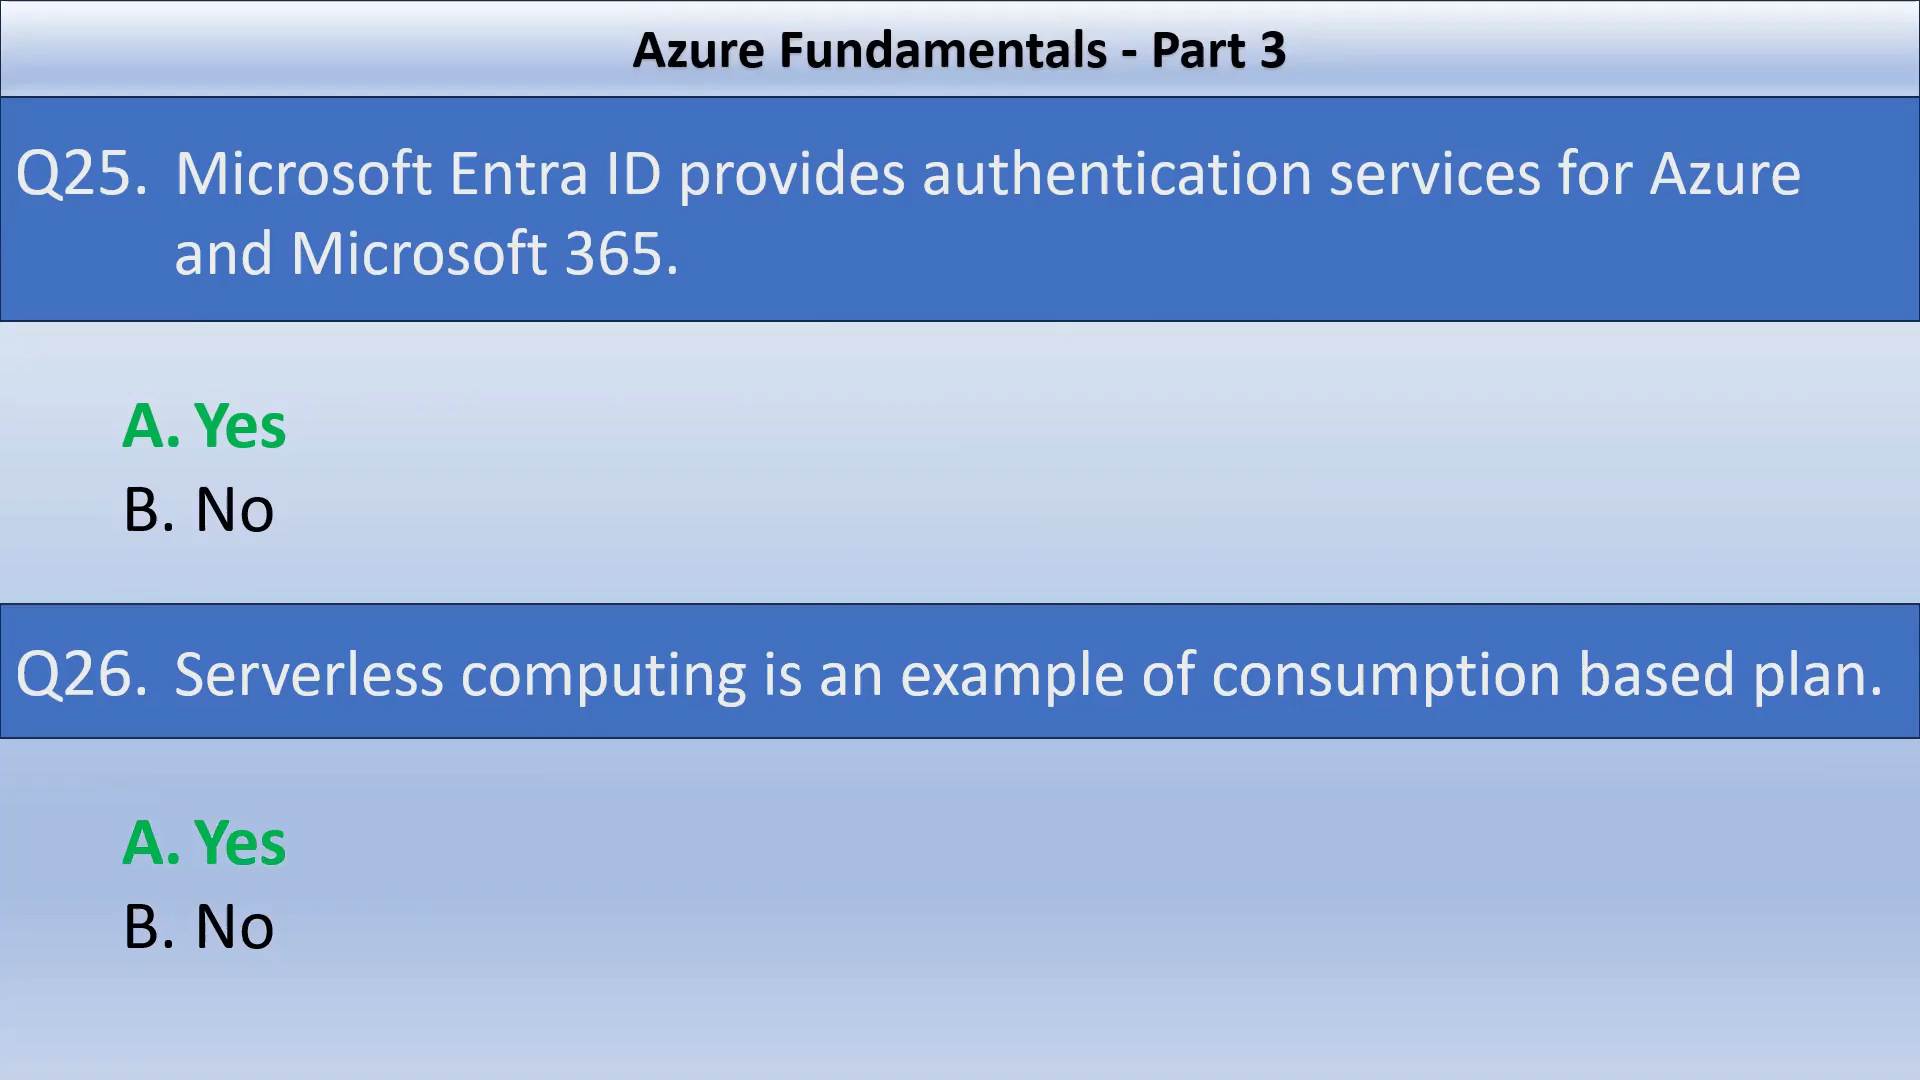 Azure Fundamentals - Part 3
Q25. Microsoft Entra ID provides authentication services for Azure
and Microsoft 365.
A. Yes
B. No
Q26. Serverless computing is an example of consumption based plan.
A. Yes
B. No